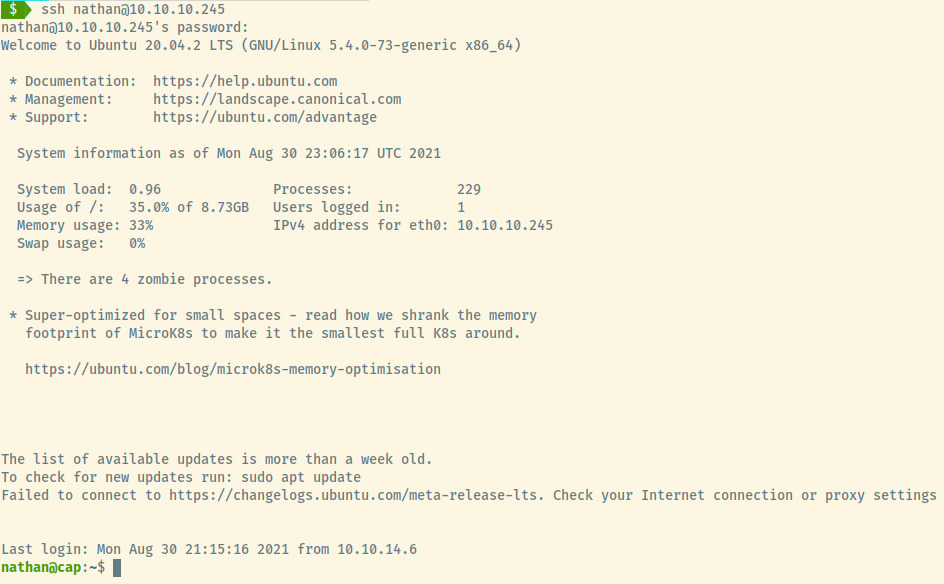 $ ssh nathan@10.10.10.245
nathan@10.10.10.245's password:
Welcome to Ubuntu 20.04.2 LTS (GNU/Linux 5.4.0-73-generic x86_64)
* Documentation:  https://help.ubuntu.com
* Management:     https://landscape.canonical.com
* Support:        https://ubuntu.com/advantage
System information as of Mon Aug 30 23:06:17 UTC 2021
System load:  0.96              Processes:             229
Usage of /:   35.0% of 8.73GB   Users logged in:       1
Memory usage: 33%               IPv4 address for eth0: 10.10.10.245
Swap usage:   0%
=> There are 4 zombie processes.
* Super-optimized for small spaces - read how we shrank the memory
footprint of MicroK8s to make it the smallest full K8s around.
https://ubuntu.com/blog/microk8s-memory-optimisation
The list of available updates is more than a week old.
To check for new updates run: sudo apt update
Failed to connect to https://changelogs.ubuntu.com/meta-release-lts. Check your Internet connection or proxy settings
Last login: Mon Aug 30 21:15:16 2021 from 10.10.14.6
nathan@cap:~$